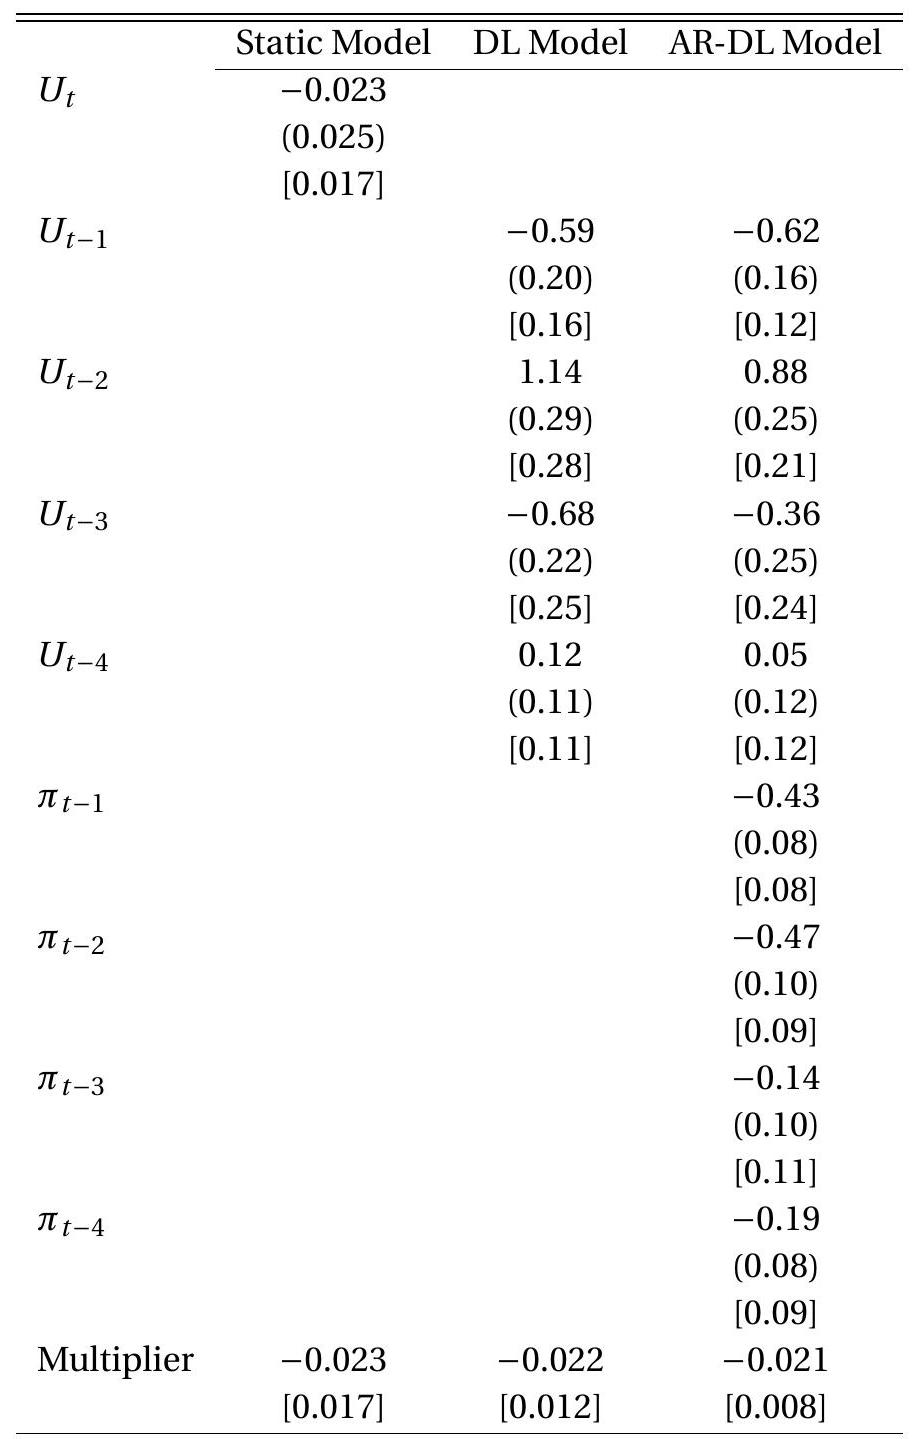 Static Model DL Model AR-DL Model
U_t −0.023
(0.025)
[0.017]
U_{t−1} −0.59 −0.62
(0.20) (0.16)
[0.16] [0.12]
U_{t−2} 1.14 0.88
(0.29) (0.25)
[0.28] [0.21]
U_{t−3} −0.68 −0.36
(0.22) (0.25)
[0.25] [0.24]
U_{t−4} 0.12 0.05
(0.11) (0.12)
[0.11] [0.12]
π_{t−1} −0.43
(0.08)
[0.08]
π_{t−2} −0.47
(0.10)
[0.09]
π_{t−3} −0.14
(0.10)
[0.11]
π_{t−4} −0.19
(0.08)
[0.09]
Multiplier −0.023 −0.022 −0.021
[0.017] [0.012] [0.008]